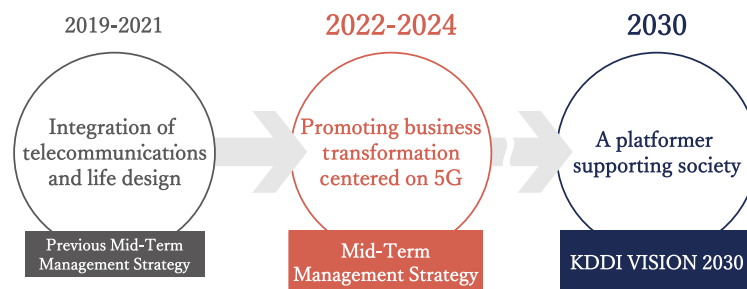 2019-2021
Integration of
telecommunications
and life design
Previous Mid-Term
Management Strategy
2022-2024
Promoting business
transformation
centered on 5G
Mid-Term
Management Strategy
2030
A platformer
supporting society
KDDI VISION 2030